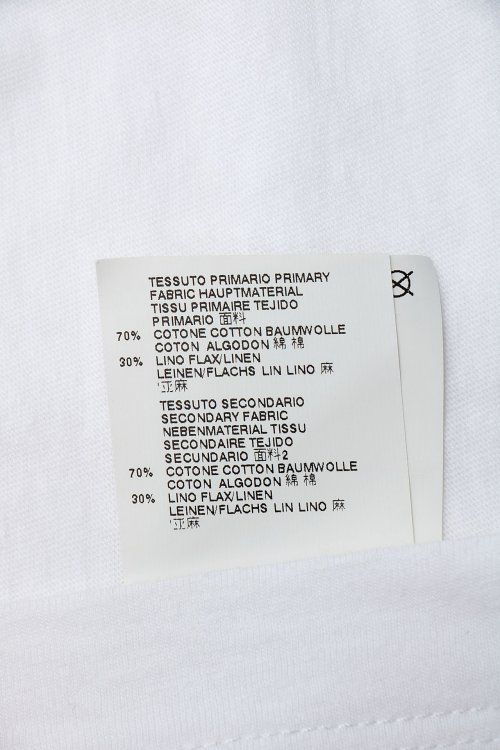 TESSUTO PRIMARIO PRIMARY
FABRIC HAUPTMATERIAL
TISSU PRIMAIRE TEJIDO
PRIMARIO 面料
70% COTONE COTTON BAUMWOLLE
COTON ALGODON 綿 棉
30% LINO FLAX/LINEN
LEINEN/FLACHS LIN LINO 麻
'亚麻
TESSUTO SECONDARIO
SECONDARY FABRIC
NEBENMATERIAL TISSU
SECONDAIRE TEJIDO
SECUNDARIO 面料2
70% COTONE COTTON BAUMWOLLE
COTON ALGODON 綿 棉
30% LINO FLAX/LINEN
LEINEN/FLACHS LIN LINO 麻
'亚麻